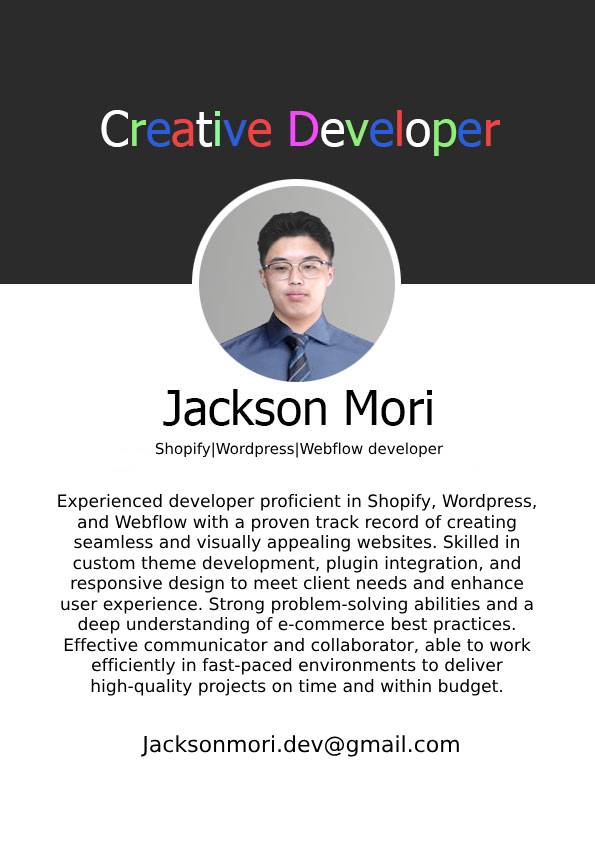 Creative Developer
Jackson Mori
Shopify|Wordpress|Webflow developer
Experienced developer proficient in Shopify, Wordpress,
and Webflow with a proven track record of creating
seamless and visually appealing websites. Skilled in
custom theme development, plugin integration, and
responsive design to meet client needs and enhance
user experience. Strong problem-solving abilities and a
deep understanding of e-commerce best practices.
Effective communicator and collaborator, able to work
efficiently in fast-paced environments to deliver
high-quality projects on time and within budget.
Jacksonmori.dev@gmail.com